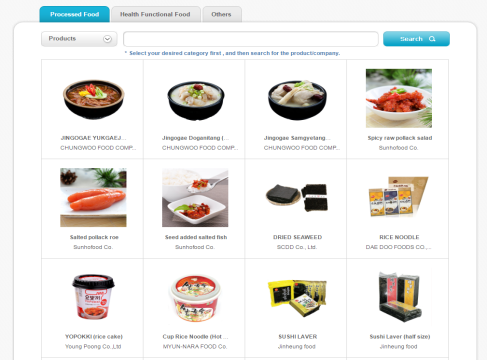 Processed Food
Health Functional Food
Others
Products
Search
* Select your desired category first , and then search for the product/company.
JINGOGAE YUKGAEJ...
CHUNGWOO FOOD COMP...
Jingogae Doganitang (...
CHUNGWOO FOOD COMP...
Jingogae Samgyetang...
CHUNGWOO FOOD COMP...
Spicy raw pollack salad
Sunhofood Co.
Salted pollack roe
Sunhofood Co.
Seed added salted fish
Sunhofood Co.
DRIED SEAWEED
SCDD Co., Ltd.
RICE NOODLE
DAE DOO FOODS CO....
YOPOKKI (rice cake)
Young Poong Co.,Ltd
Cup Rice Noodle (Hot ...
MYUN-NARA FOOD Co.
SUSHI LAVER
Jinheung food
Sushi Laver (half size)
Jinheung food